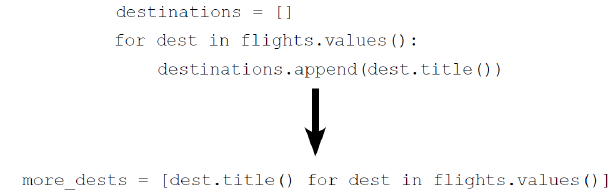 destinations = []
for dest in flights.values():
    destinations.append(dest.title())
more_dests = [dest.title() for dest in flights.values()]